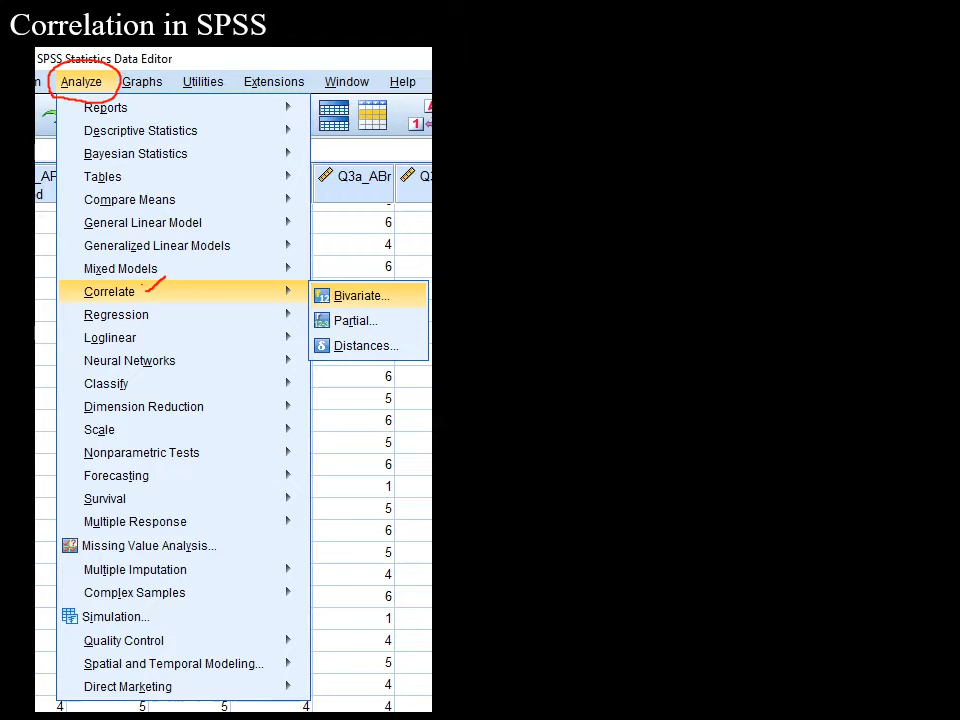 Correlation in SPSS
SPSS Statistics Data Editor
Analyze Graphs Utilities Extensions Window Help
Reports
Descriptive Statistics
Bayesian Statistics
Tables
Q3a_ABr
Compare Means
General Linear Model
6
Generalized Linear Models
4
Mixed Models
6
Correlate
Bivariate...
Regression
Partial...
Loglinear
Distances...
Neural Networks
Classify
6
Dimension Reduction
5
Scale
6
Nonparametric Tests
5
Forecasting
6
Survival
1
Multiple Response
5
Missing Value Analysis...
6
5
Multiple Imputation
4
Complex Samples
6
Simulation...
1
Quality Control
4
Spatial and Temporal Modeling...
5
Direct Marketing
4
4 5 5 4 6